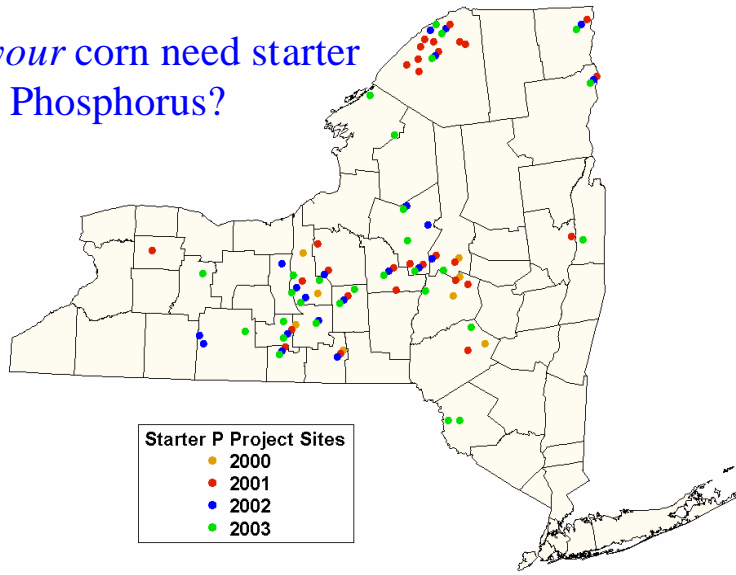 your corn need starter
Phosphorus?
Starter P Project Sites
2000
2001
2002
2003